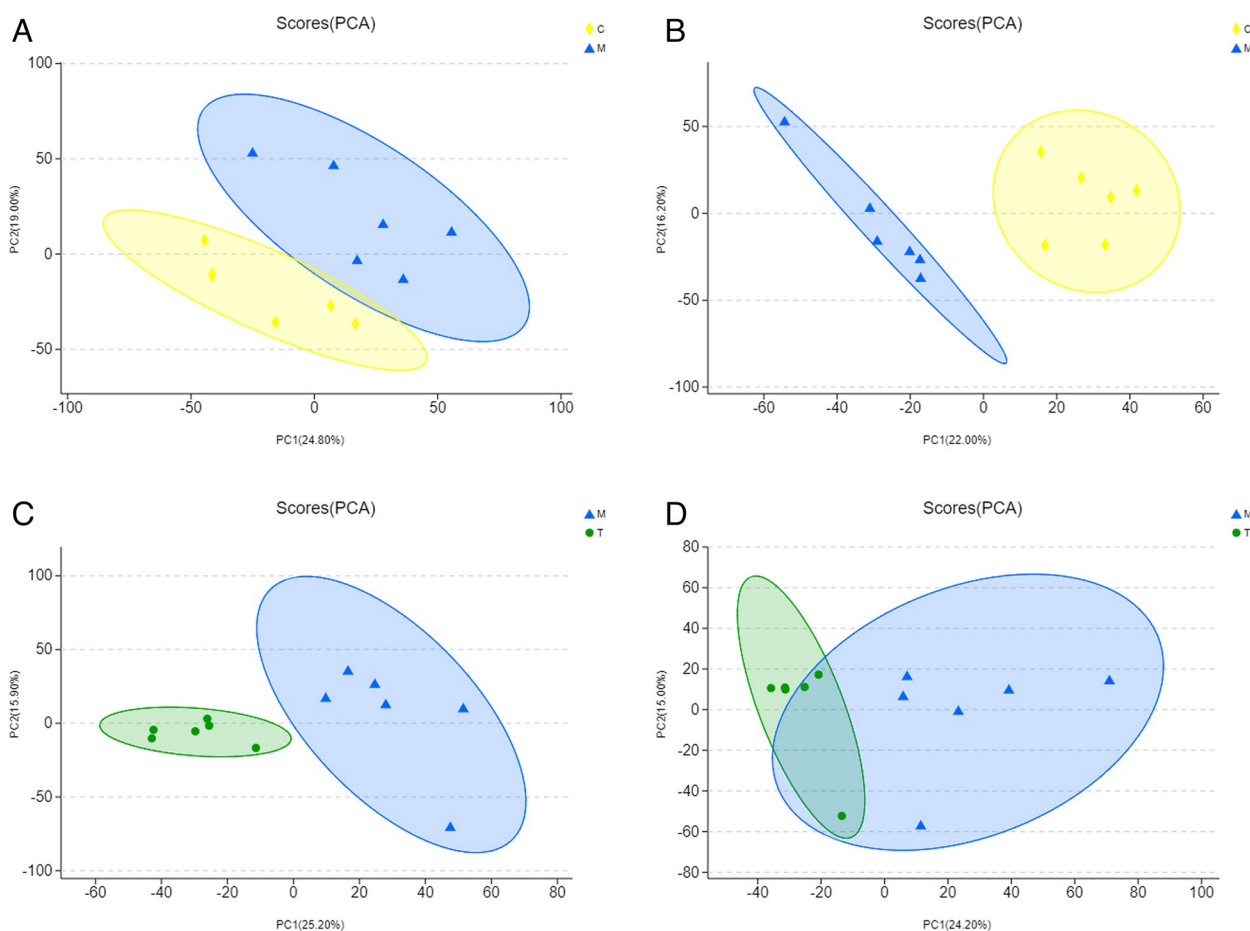 A
Scores(PCA)
C
M
100
50
0
-50
-100
-50
0
50
100
PC2(19.00%)
PC1(24.80%)
B
Scores(PCA)
C
M
50
0
-50
-100
-60
-40
-20
0
20
40
60
PC2(16.20%)
PC1(22.00%)
C
Scores(PCA)
M
T
100
50
0
-50
-100
-60
-40
-20
0
20
40
60
80
PC2(15.90%)
PC1(25.20%)
D
Scores(PCA)
M
T
80
60
40
20
0
-20
-40
-60
-80
-40
-20
0
20
40
60
80
100
PC2(15.00%)
PC1(24.20%)